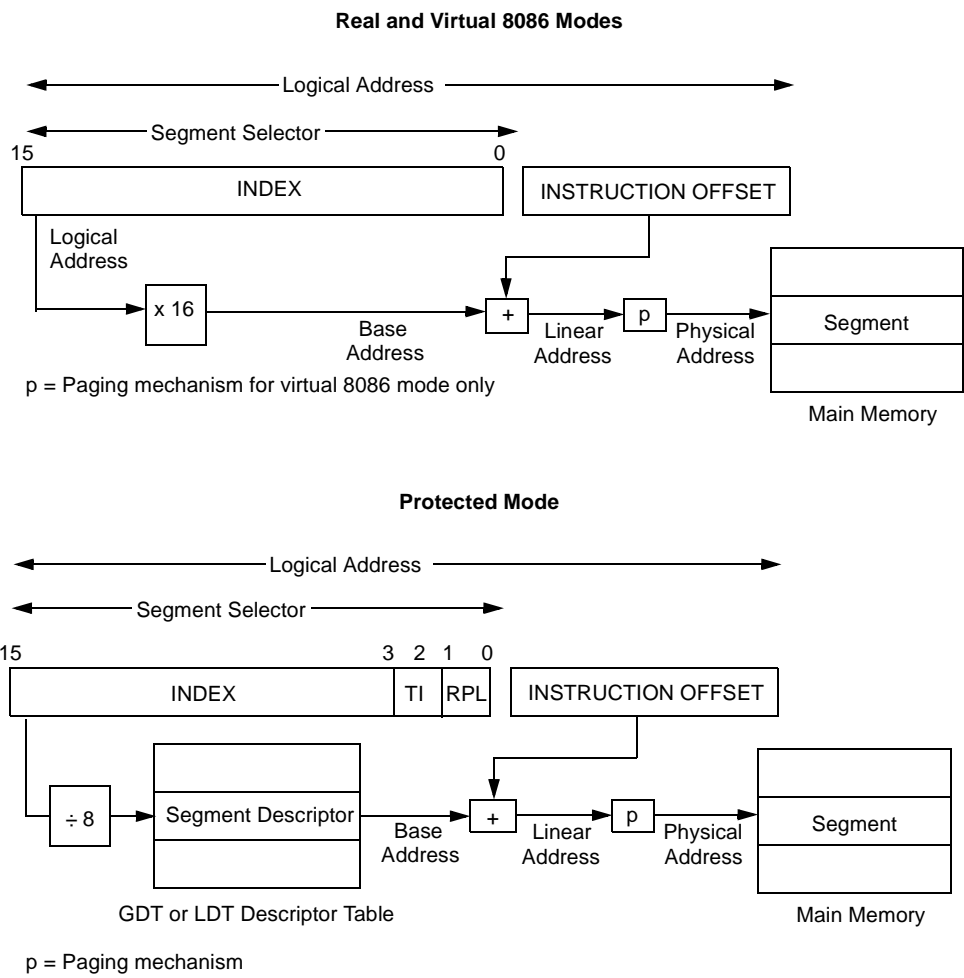 Real and Virtual 8086 Modes
Logical Address
Segment Selector
15 0
INDEX INSTRUCTION OFFSET
Logical
Address
x 16 + p Segment
Base
Address
Linear
Address
Physical
Address
p = Paging mechanism for virtual 8086 mode only
Main Memory
Protected Mode
Logical Address
Segment Selector
15 3 2 1 0
INDEX TI RPL INSTRUCTION OFFSET
÷ 8 Segment Descriptor + p Segment
Base
Address
Linear
Address
Physical
Address
GDT or LDT Descriptor Table Main Memory
p = Paging mechanism